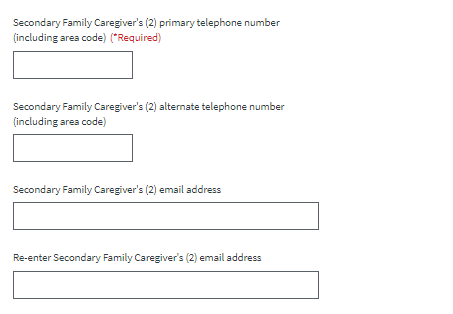 Secondary Family Caregiver's (2) primary telephone number
(including area code) (*Required)
Secondary Family Caregiver's (2) alternate telephone number
(including area code)
Secondary Family Caregiver's (2) email address
Re-enter Secondary Family Caregiver's (2) email address